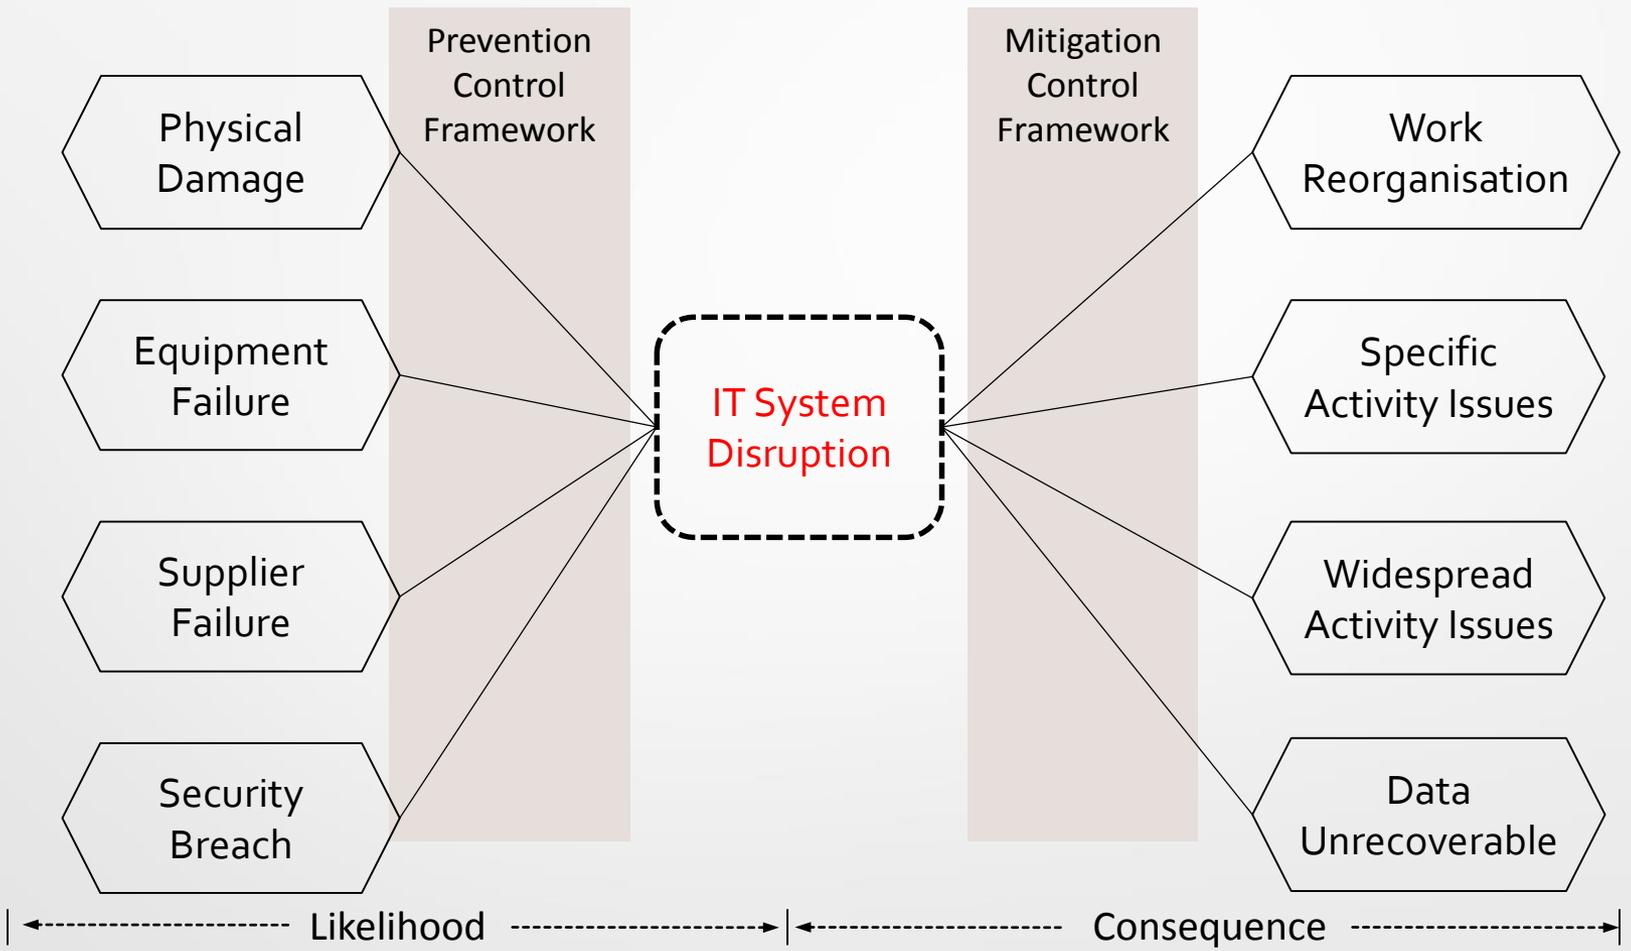 Prevention
Control
Framework
Mitigation
Control
Framework
Physical
Damage
Equipment
Failure
Supplier
Failure
Security
Breach
IT System
Disruption
Work
Reorganisation
Specific
Activity Issues
Widespread
Activity Issues
Data
Unrecoverable
Likelihood
Consequence